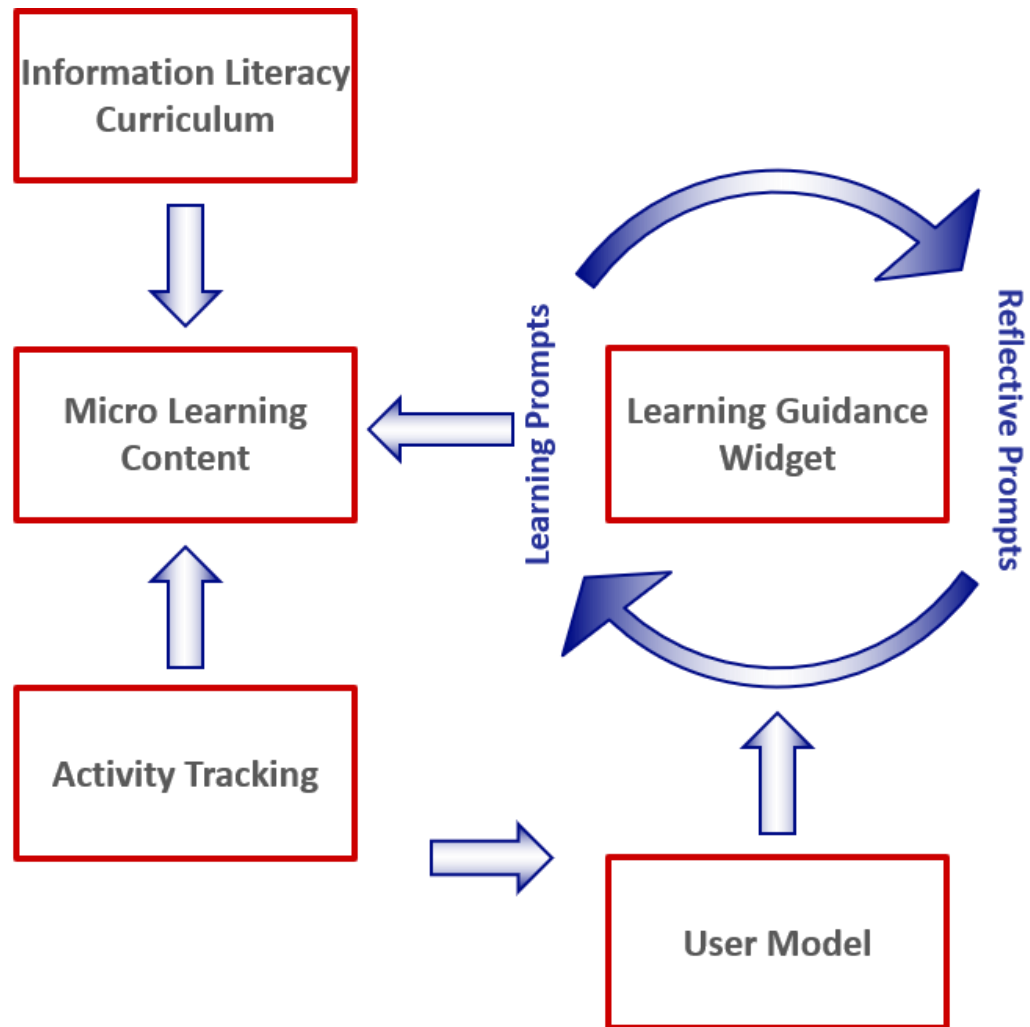 Information Literacy
Curriculum
Micro Learning
Content
Learning Prompts
Learning Guidance
Widget
Reflective Prompts
Activity Tracking
User Model